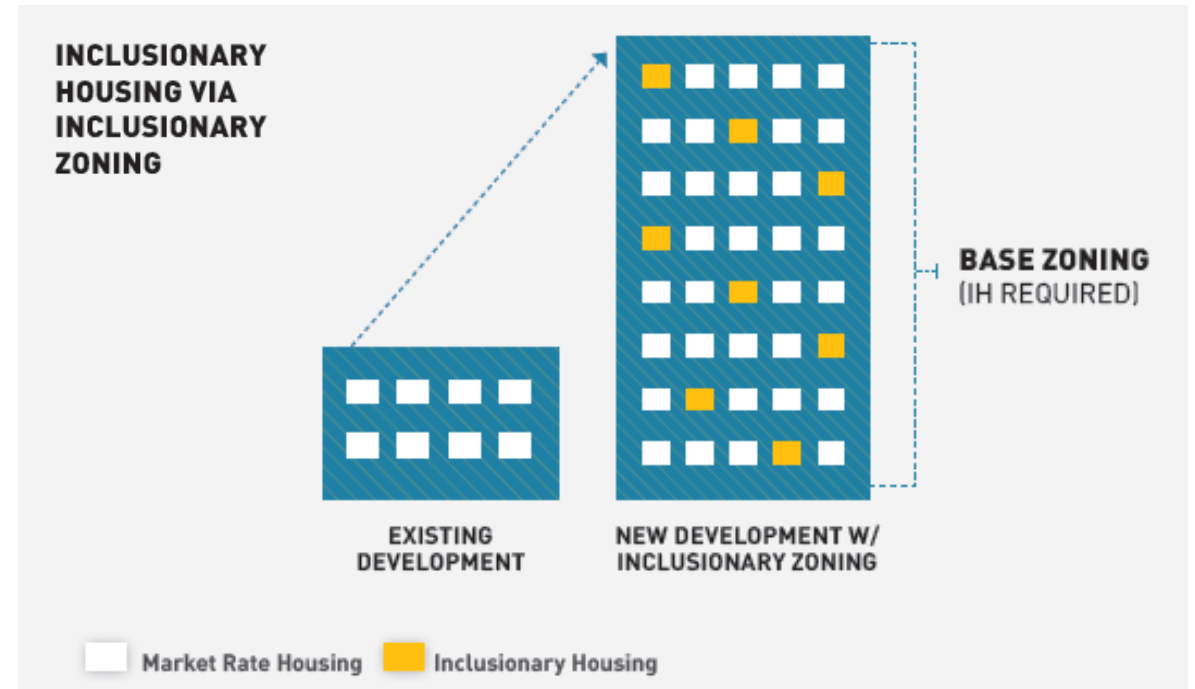 INCLUSIONARY
HOUSING VIA
INCLUSIONARY
ZONING
BASE ZONING
(IH REQUIRED)
EXISTING
DEVELOPMENT
NEW DEVELOPMENT W/
INCLUSIONARY ZONING
Market Rate Housing
Inclusionary Housing